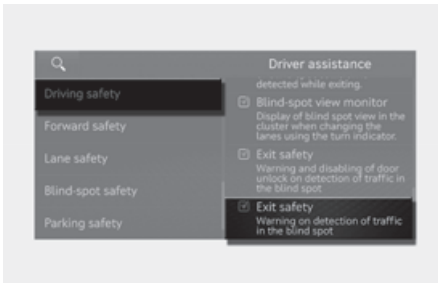 Driver assistance
Driving safety
Forward safety
Lane safety
Blind-spot safety
Parking safety
detected while exiting.
Blind-spot view monitor
Display of blind spot view in the
cluster when changing the
lanes using the turn indicator.
Exit safety
Warning and disabling of door
unlock on detection of traffic in
the blind spot
Exit safety
Warning on detection of traffic
in the blind spot